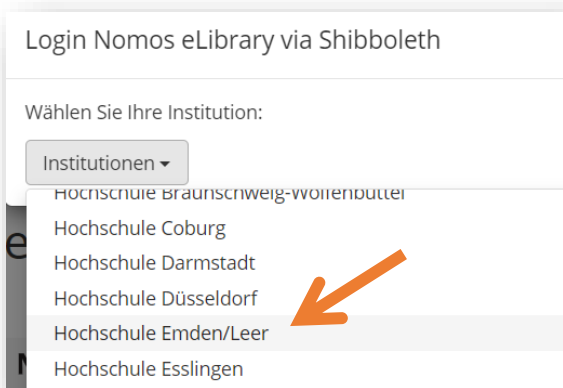 Login Nomos eLibrary via Shibboleth
Wählen Sie Ihre Institution:
Institutionen
Hochschule Braunschweig-Wolfenbüttel
Hochschule Coburg
Hochschule Darmstadt
Hochschule Düsseldorf
Hochschule Emden/Leer
Hochschule Esslingen